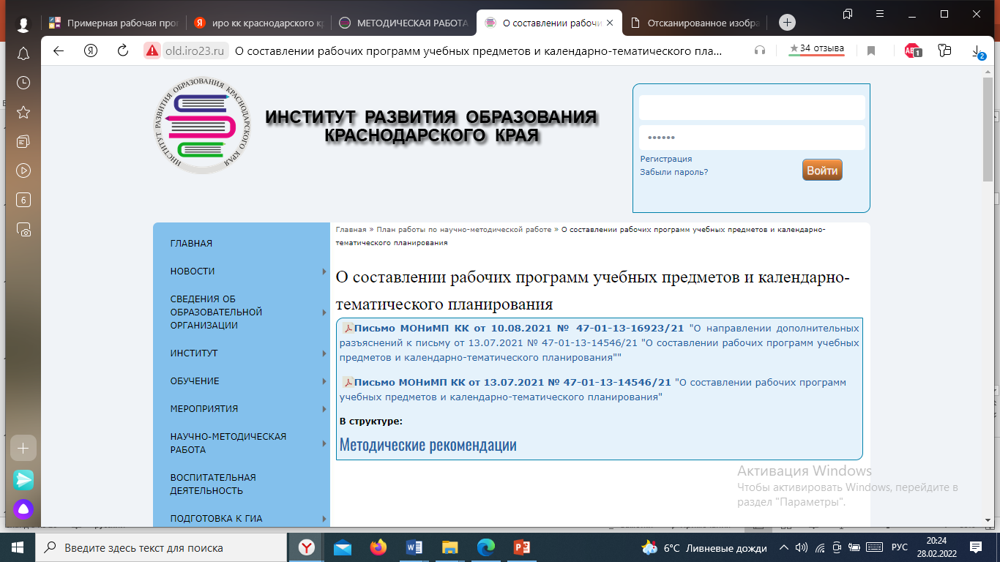 Примерная рабочая прог
иро кк краснодарского кр
МЕТОДИЧЕСКАЯ РАБОТА
О составлении рабочи
Отсканированное изобра
old.iro23.ru О составлении рабочих программ учебных предметов и календарно-тематического пла...
34 отзыва
1
2
6
ИНСТИТУТ РАЗВИТИЯ ОБРАЗОВАНИЯ КРАСНОДАРСКОГО КРАЯ
ИНСТИТУТ РАЗВИТИЯ ОБРАЗОВАНИЯ
КРАСНОДАРСКОГО КРАЯ
••••••
Регистрация
Забыли пароль?
Войти
ГЛАВНАЯ
НОВОСТИ
СВЕДЕНИЯ ОБ
ОБРАЗОВАТЕЛЬНОЙ
ОРГАНИЗАЦИИ
ИНСТИТУТ
ОБУЧЕНИЕ
МЕРОПРИЯТИЯ
НАУЧНО-МЕТОДИЧЕСКАЯ
РАБОТА
ВОСПИТАТЕЛЬНАЯ
ДЕЯТЕЛЬНОСТЬ
ПОДГОТОВКА К ГИА
Главная » План работы по научно-методической работе » О составлении рабочих программ учебных предметов и календарно-
тематического планирования
О составлении рабочих программ учебных предметов и календарно-
тематического планирования
Письмо МОНиМП КК от 10.08.2021 № 47-01-13-16923/21 "О направлении дополнительных
разъяснений к письму от 13.07.2021 № 47-01-13-14546/21 "О составлении рабочих программ учебных
предметов и календарно-тематического планирования""
Письмо МОНиМП КК от 13.07.2021 № 47-01-13-14546/21 "О составлении рабочих программ
учебных предметов и календарно-тематического планирования"
В структуре:
Методические рекомендации
Активация Windows
Чтобы активировать Windows, перейдите в
раздел "Параметры".
Введите здесь текст для поиска
6°C Ливневые дожди
РУС
20:24
28.02.2022